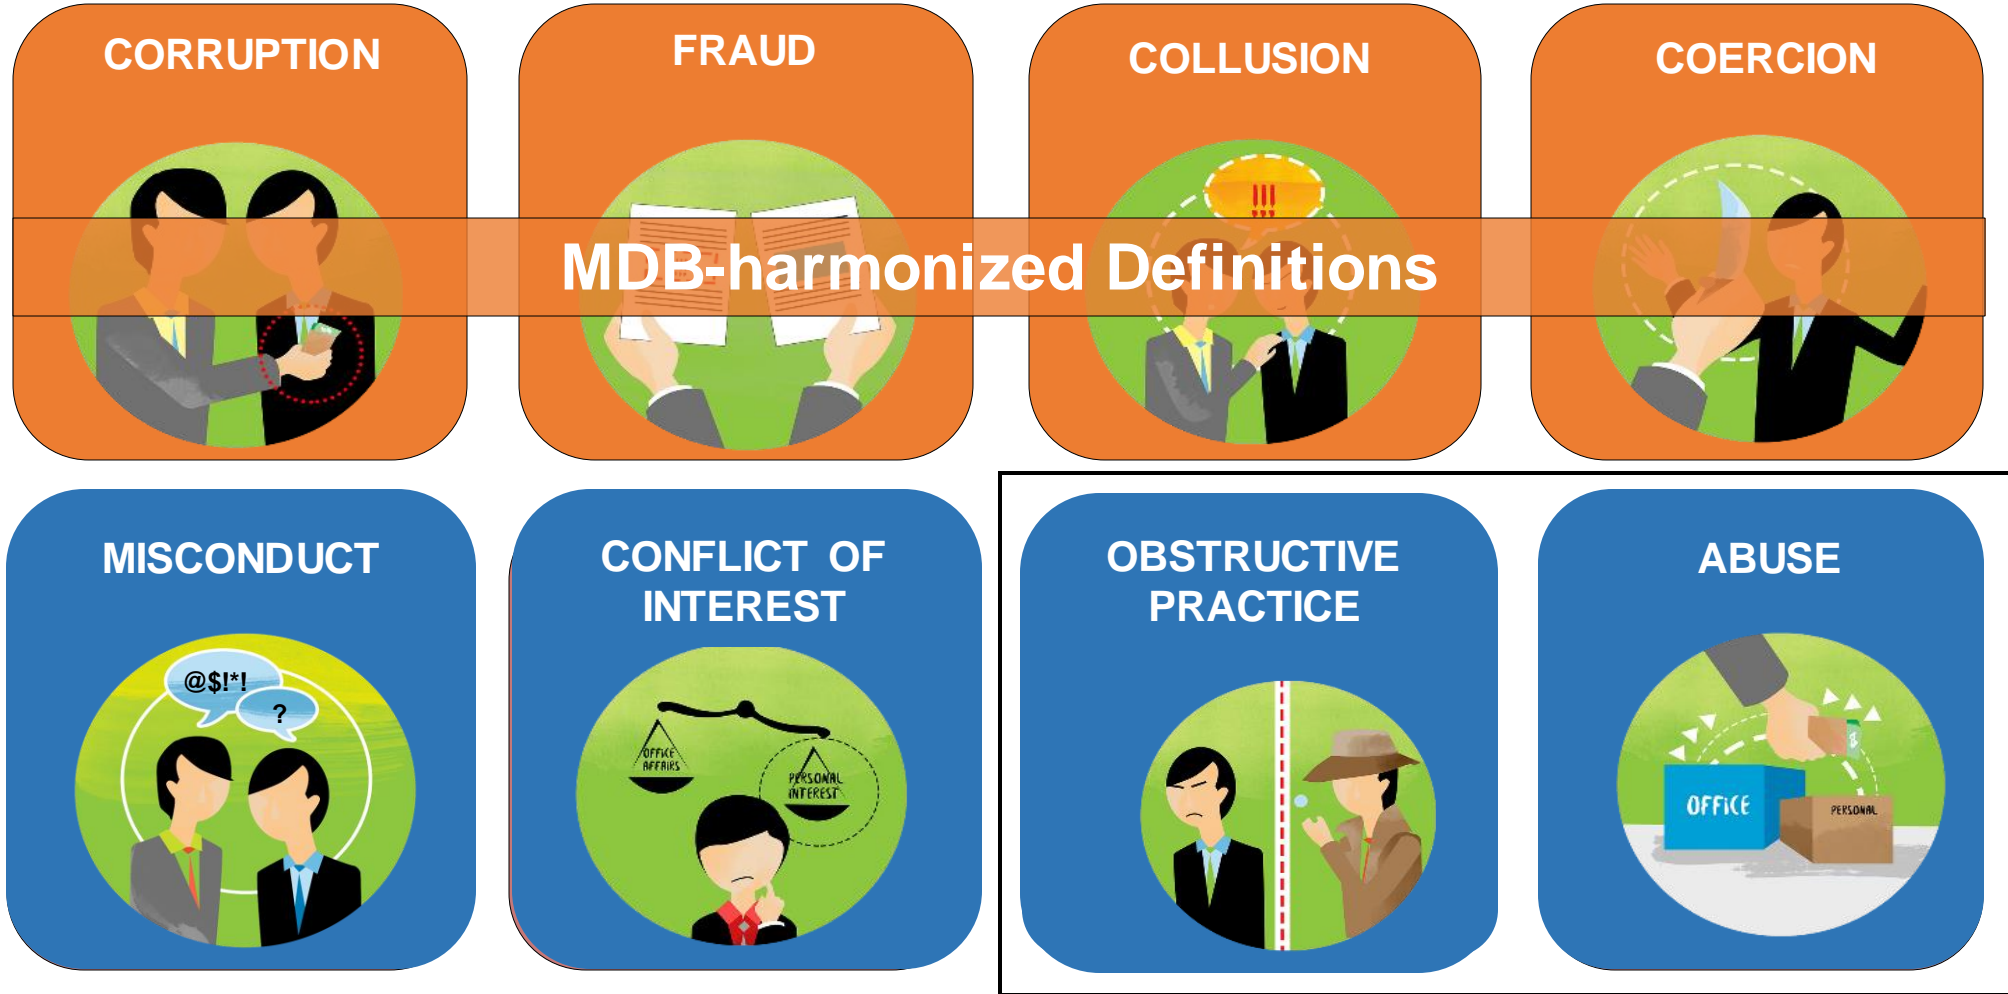 CORRUPTION
FRAUD
COLLUSION
COERCION
!!!
MDB-harmonized Definitions
MISCONDUCT
CONFLICT OF
INTEREST
OBSTRUCTIVE
PRACTICE
ABUSE
@$!*!
?
OFFICE
AFFAIRS
PERSONAL
INTEREST
OFFICE
PERSONAL